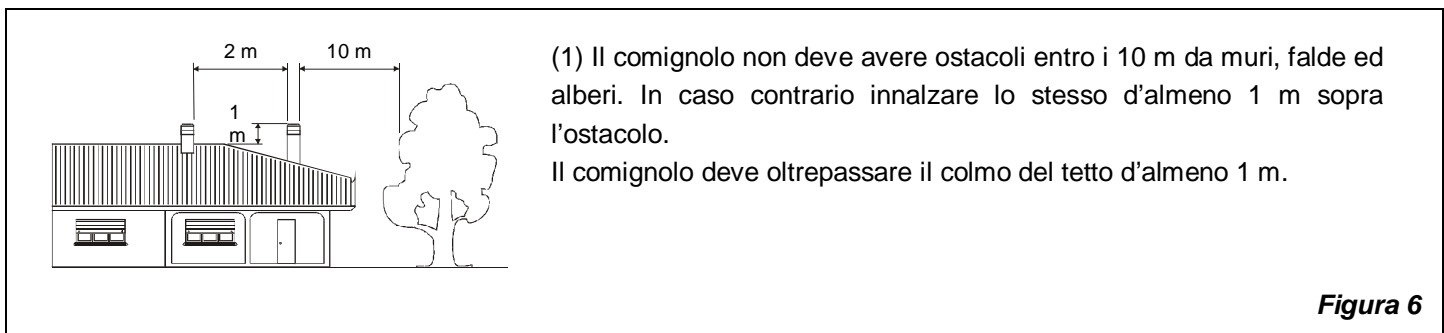 2 m
10 m
1
m
(1) Il comignolo non deve avere ostacoli entro i 10 m da muri, falde ed
alberi. In caso contrario innalzare lo stesso d’almeno 1 m sopra
l’ostacolo.
Il comignolo deve oltrepassare il colmo del tetto d’almeno 1 m.
Figura 6